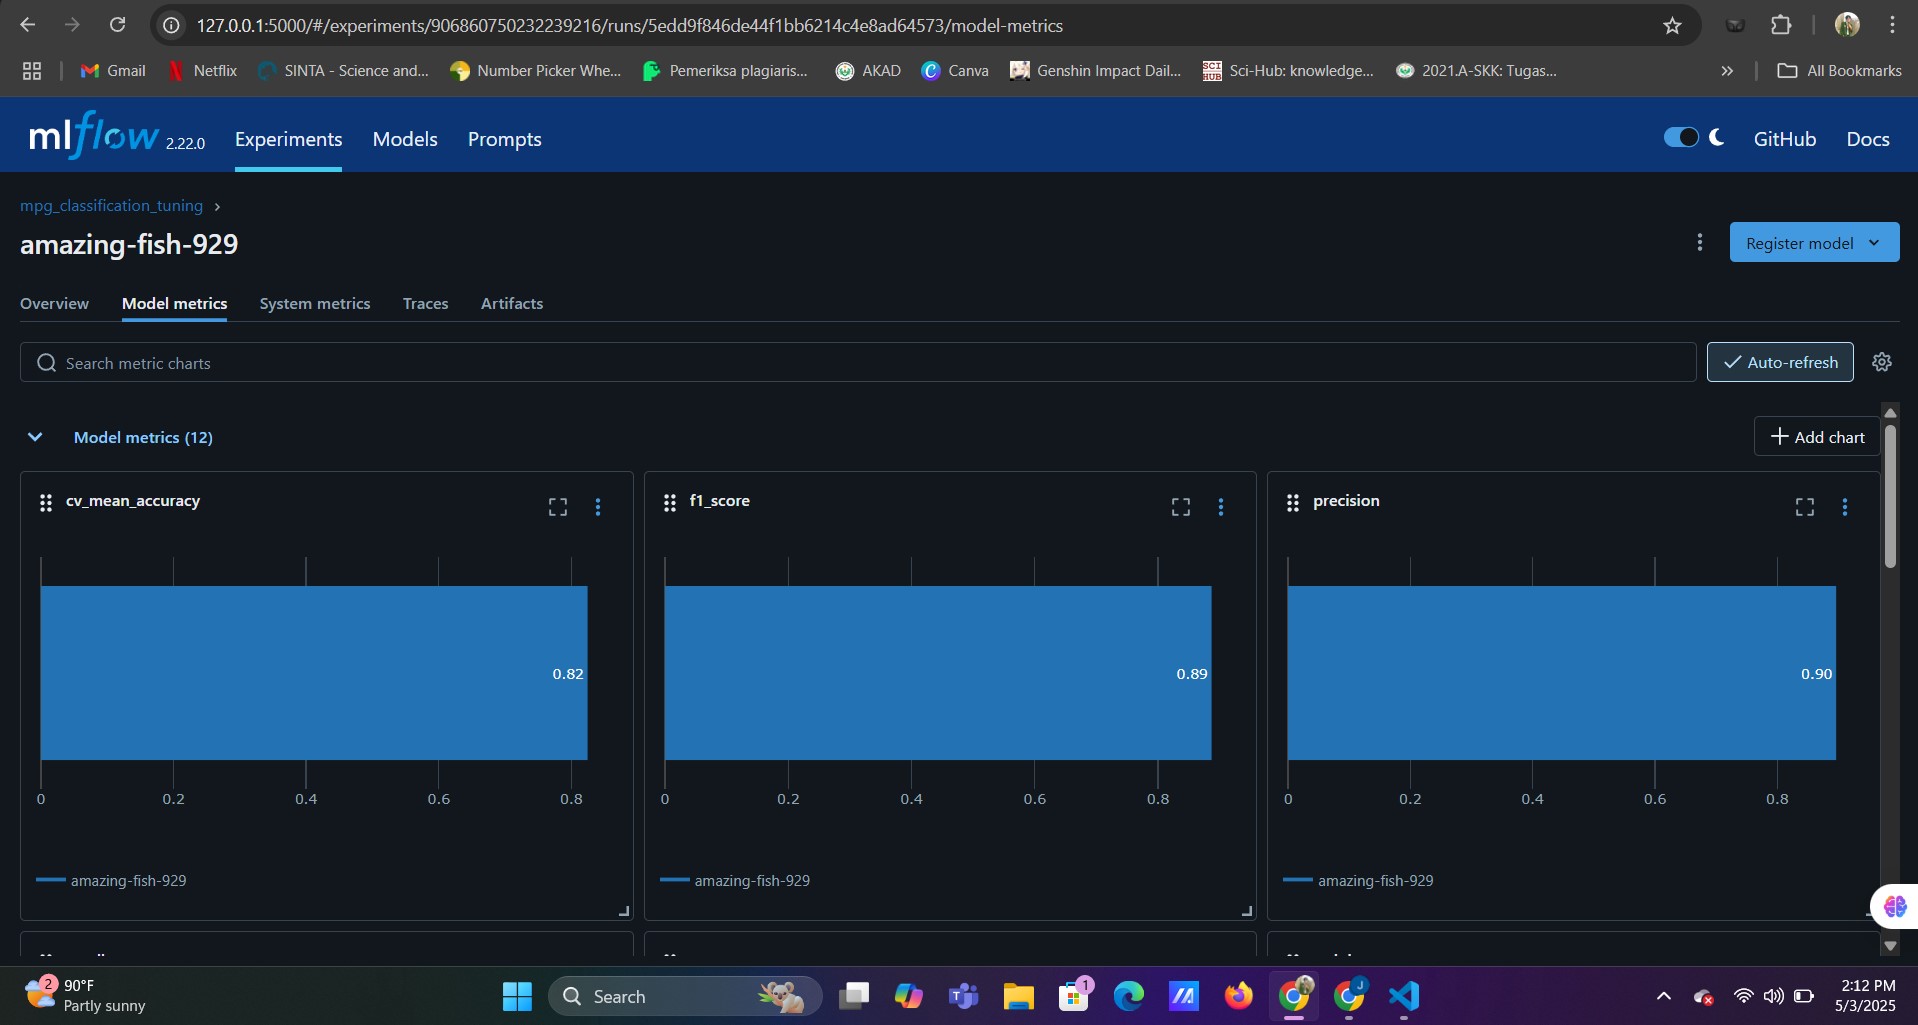 127.0.0.1:5000/#/experiments/906860750232239216/runs/5edd9f846de44f1bb6214c4e8ad64573/model-metrics
Gmail Netflix SINTA - Science and... Number Picker Whe... Pemeriksa plagiaris... AKAD Canva Genshin Impact Dail... SCI HUB Sci-Hub: knowledge... 2021.A-SKK: Tugas... » All Bookmarks
mlflow 2.22.0 Experiments Models Prompts GitHub Docs
mpg_classification_tuning
amazing-fish-929 Register model
Overview Model metrics System metrics Traces Artifacts
Search metric charts Auto-refresh
Model metrics (12) Add chart
cv_mean_accuracy f1_score precision
0.82 0.89 0.90
0 0.2 0.4 0.6 0.8 0 0.2 0.4 0.6 0.8 0 0.2 0.4 0.6 0.8
amazing-fish-929 amazing-fish-929 amazing-fish-929
2 90°F
Partly sunny
Search 1 J
2:12 PM
5/3/2025